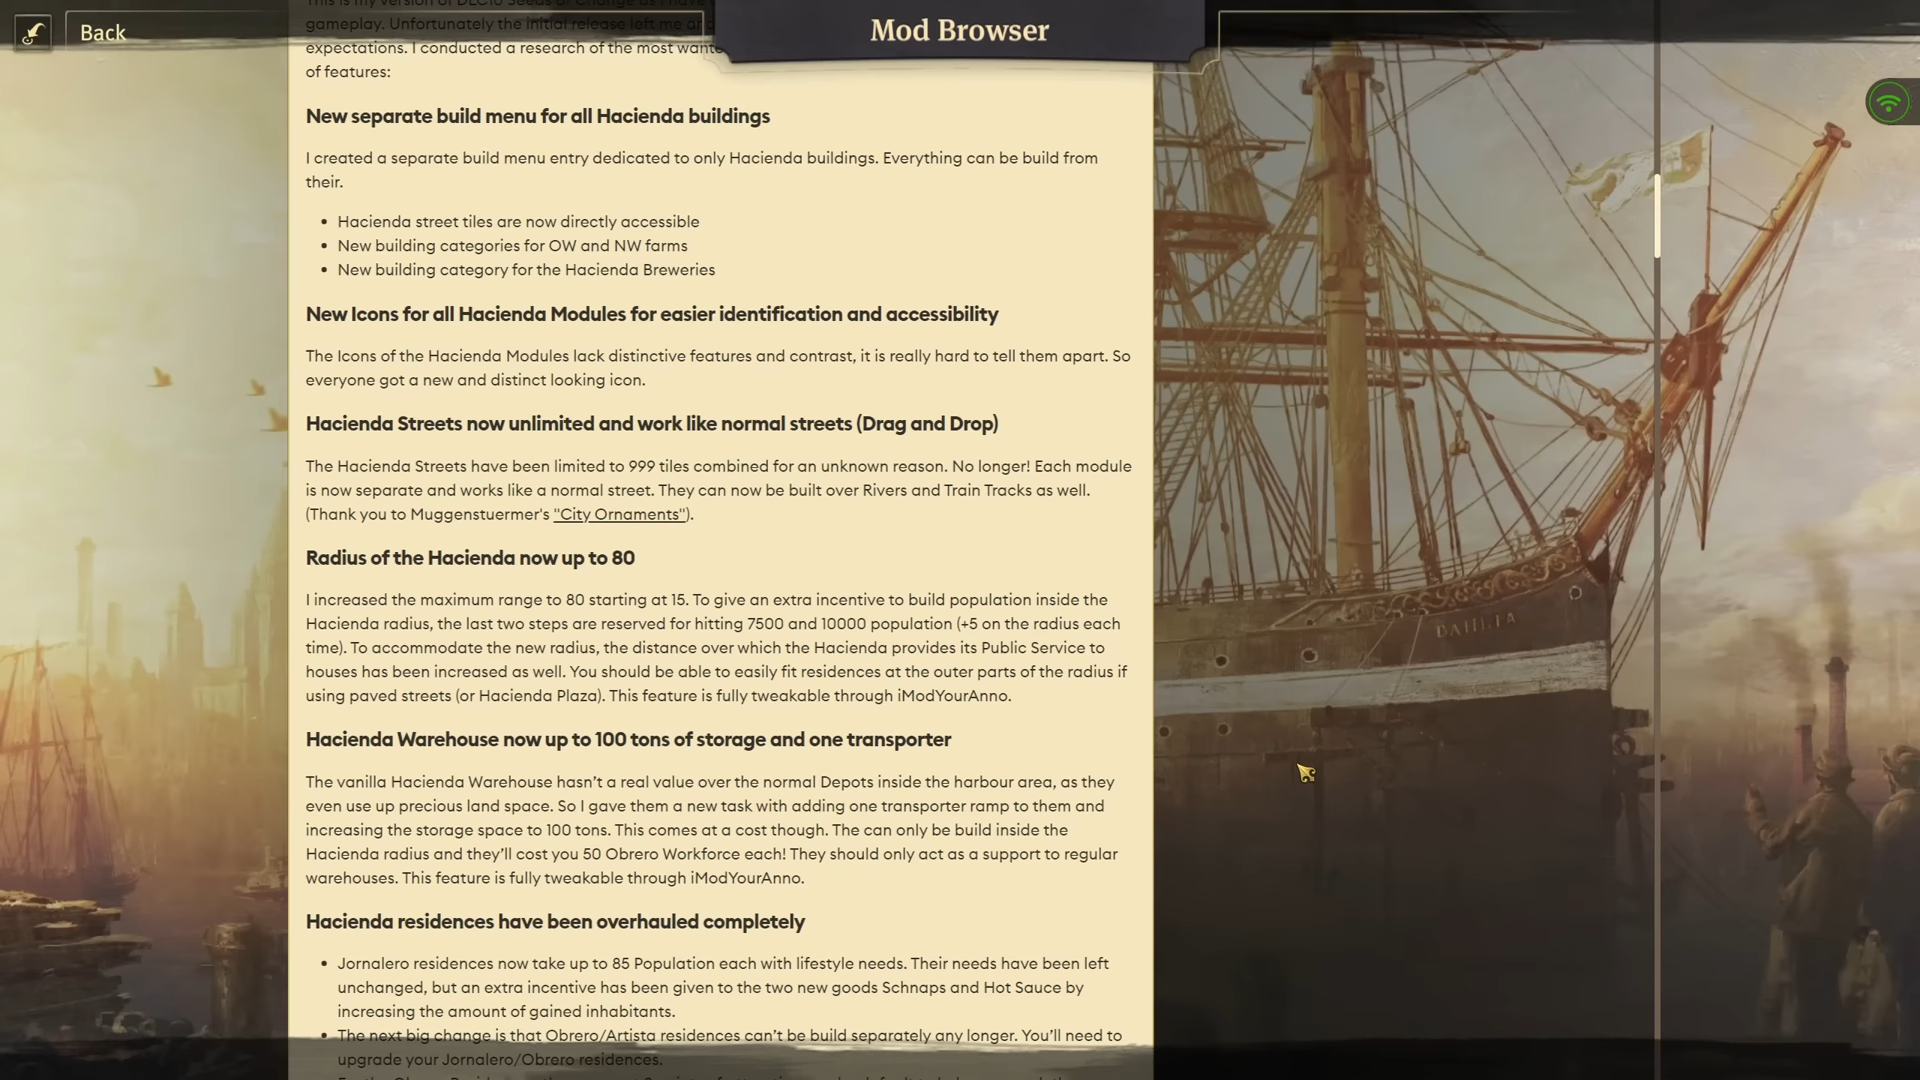 Back
Mod Browser
gameplay. Unfortunately the initial release left me
expectations. I conducted a research of the most wante
of features:
New separate build menu for all Hacienda buildings
I created a separate build menu entry dedicated to only Hacienda buildings. Everything can be build from
their.
• Hacienda street tiles are now directly accessible
• New building categories for OW and NW farms
• New building category for the Hacienda Breweries
New Icons for all Hacienda Modules for easier identification and accessibility
The Icons of the Hacienda Modules lack distinctive features and contrast, it is really hard to tell them apart. So
everyone got a new and distinct looking icon.
Hacienda Streets now unlimited and work like normal streets (Drag and Drop)
The Hacienda Streets have been limited to 999 tiles combined for an unknown reason. No longer! Each module
is now separate and works like a normal street. They can now be built over Rivers and Train Tracks as well.
(Thank you to Muggenstuermer's "City Ornaments").
Radius of the Hacienda now up to 80
I increased the maximum range to 80 starting at 15. To give an extra incentive to build population inside the
Hacienda radius, the last two steps are reserved for hitting 7500 and 10000 population (+5 on the radius each
time). To accommodate the new radius, the distance over which the Hacienda provides its Public Service to
houses has been increased as well. You should be able to easily fit residences at the outer parts of the radius if
using paved streets (or Hacienda Plaza). This feature is fully tweakable through iModYourAnno.
Hacienda Warehouse now up to 100 tons of storage and one transporter
The vanilla Hacienda Warehouse hasn't a real value over the normal Depots inside the harbour area, as they
even use up precious land space. So I gave them a new task with adding one transporter ramp to them and
increasing the storage space to 100 tons. This comes at a cost though. The can only be build inside the
Hacienda radius and they'll cost you 50 Obrero Workforce each! They should only act as a support to regular
warehouses. This feature is fully tweakable through iModYourAnno.
Hacienda residences have been overhauled completely
• Jornalero residences now take up to 85 Population each with lifestyle needs. Their needs have been left
unchanged, but an extra incentive has been given to the two new goods Schnaps and Hot Sauce by
increasing the amount of gained inhabitants.
• The next big change is that Obrero/Artista residences can't be build separately any longer. You'll need to
upgrade your Jornalero/Obrero residences.
DAHLIA